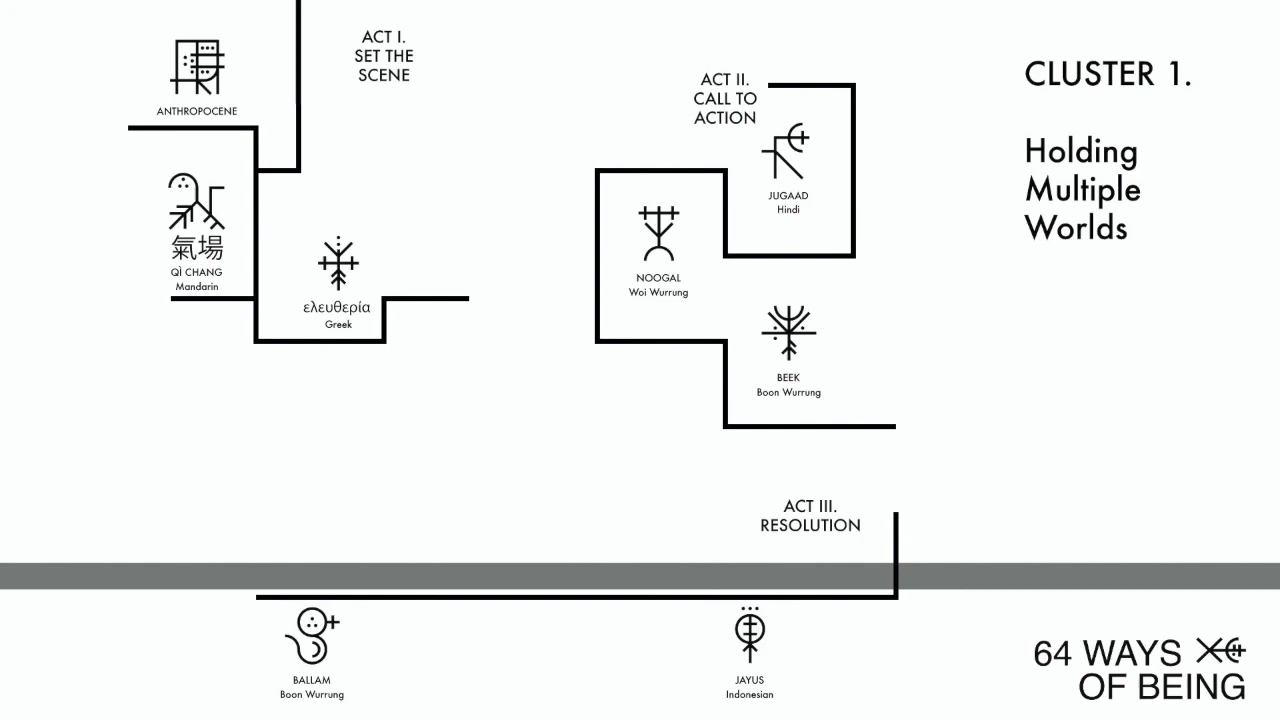 ACT I.
SET THE
SCENE
ANTHROPOCENE
氣場
QÌ CHANG
Mandarin
ελευθερία
Greek
ACT II.
CALL TO
ACTION
JUGAAD
Hindi
NOOGAL
Woi Wurrung
BEEK
Boon Wurrung
CLUSTER 1.
Holding
Multiple
Worlds
ACT III.
RESOLUTION
BALLAM
Boon Wurrung
JAYUS
Indonesian
64 WAYS
OF BEING